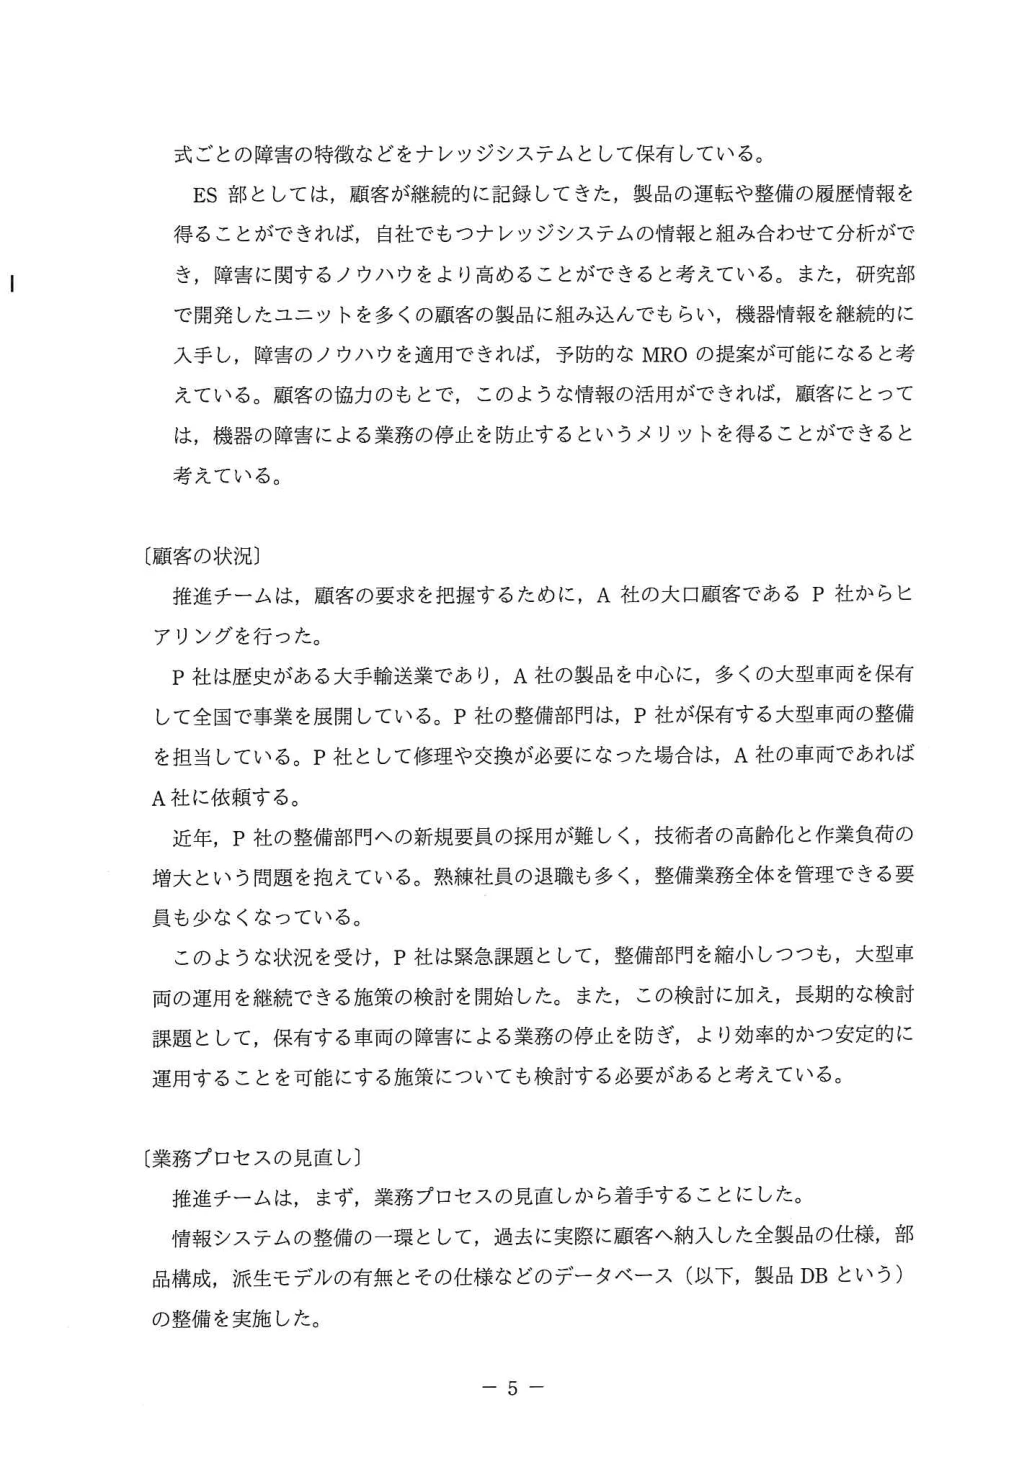 式ごとの障害の特徴などをナレッジシステムとして保有している。
ES 部としては，顧客が継続的に記録してきた，製品の運転や整備の履歴情報を
得ることができれば，自社でもつナレッジシステムの情報と組み合わせて分析がで
き，障害に関するノウハウをより高めることができると考えている。また，研究部
で開発したユニットを多くの顧客の製品に組み込んでもらい，機器情報を継続的に
入手し，障害のノウハウを適用できれば，予防的な MRO の提案が可能になると考
えている。顧客の協力のもとで，このような情報の活用ができれば，顧客にとって
は，機器の障害による業務の停止を防止するというメリットを得ることができると
考えている。
〔顧客の状況〕
推進チームは，顧客の要求を把握するために，A 社の大口顧客である P 社からヒ
アリングを行った。
P 社は歴史がある大手輸送業であり，A 社の製品を中心に，多くの大型車両を保有
して全国で事業を展開している。P 社の整備部門は，P 社が保有する大型車両の整備
を担当している。P 社として修理や交換が必要になった場合は，A 社の車両であれば
A 社に依頼する。
近年，P 社の整備部門への新規要員の採用が難しく，技術者の高齢化と作業負荷の
増大という問題を抱えている。熟練社員の退職も多く，整備業務全体を管理できる要
員も少なくなっている。
このような状況を受け，P 社は緊急課題として，整備部門を縮小しつつも，大型車
両の運用を継続できる施策の検討を開始した。また，この検討に加え，長期的な検討
課題として，保有する車両の障害による業務の停止を防ぎ，より効率的かつ安定的に
運用することを可能にする施策についても検討する必要があると考えている。
〔業務プロセスの見直し〕
推進チームは，まず，業務プロセスの見直しから着手することにした。
情報システムの整備の一環として，過去に実際に顧客へ納入した全製品の仕様，部
品構成，派生モデルの有無とその仕様などのデータベース（以下，製品 DB という）
の整備を実施した。
－ 5 －